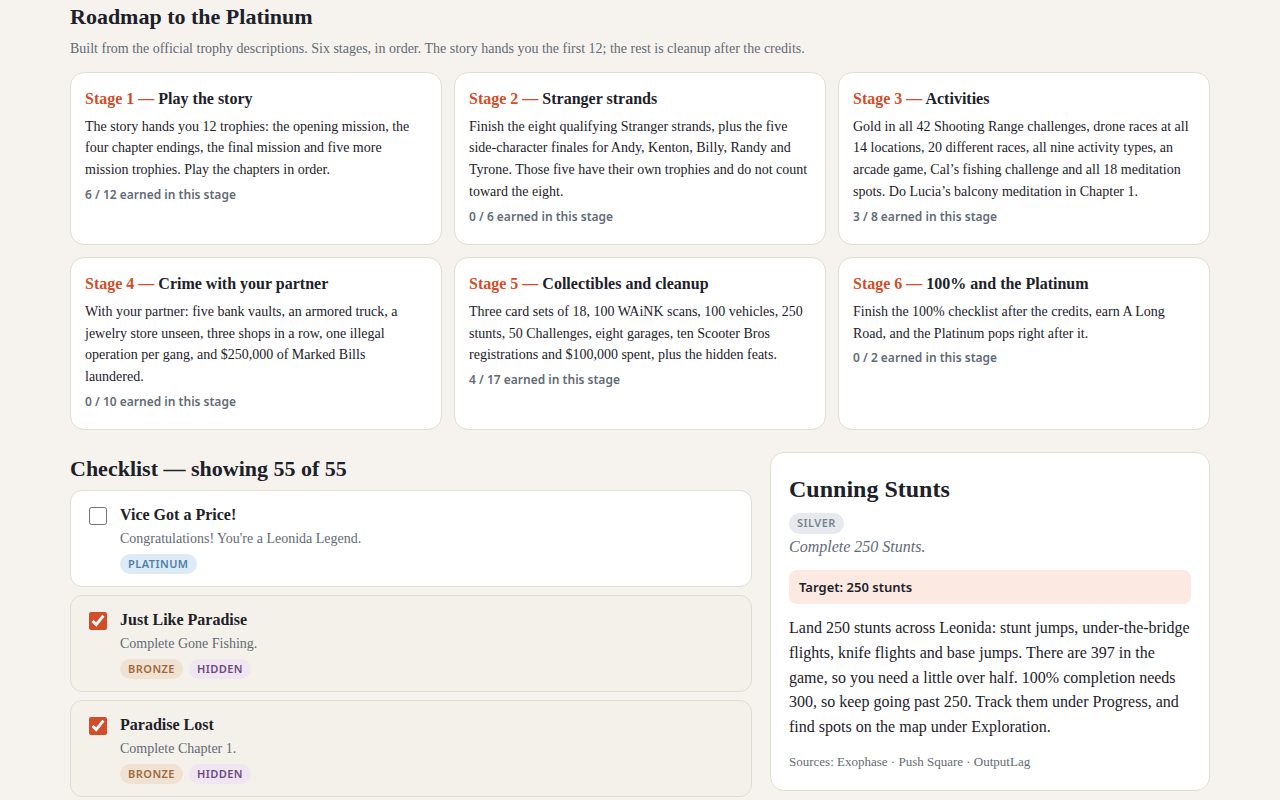 Roadmap to the Platinum
Built from the official trophy descriptions. Six stages, in order. The story hands you the first 12; the rest is cleanup after the credits.
Stage 1 — Play the story
The story hands you 12 trophies: the opening mission, the
four chapter endings, the final mission and five more
mission trophies. Play the chapters in order.
6 / 12 earned in this stage
Stage 2 — Stranger strands
Finish the eight qualifying Stranger strands, plus the five
side-character finales for Andy, Kenton, Billy, Randy and
Tyrone. Those five have their own trophies and do not count
toward the eight.
0 / 6 earned in this stage
Stage 3 — Activities
Gold in all 42 Shooting Range challenges, drone races at all
14 locations, 20 different races, all nine activity types, an
arcade game, Cal’s fishing challenge and all 18 meditation
spots. Do Lucia’s balcony meditation in Chapter 1.
3 / 8 earned in this stage
Stage 4 — Crime with your partner
With your partner: five bank vaults, an armored truck, a
jewelry store unseen, three shops in a row, one illegal
operation per gang, and $250,000 of Marked Bills
laundered.
0 / 10 earned in this stage
Stage 5 — Collectibles and cleanup
Three card sets of 18, 100 WAiNK scans, 100 vehicles, 250
stunts, 50 Challenges, eight garages, ten Scooter Bros
registrations and $100,000 spent, plus the hidden feats.
4 / 17 earned in this stage
Stage 6 — 100% and the Platinum
Finish the 100% checklist after the credits, earn A Long
Road, and the Platinum pops right after it.
0 / 2 earned in this stage
Checklist — showing 55 of 55
Vice Got a Price!
Congratulations! You're a Leonida Legend.
PLATINUM
Just Like Paradise
Complete Gone Fishing.
BRONZE HIDDEN
Paradise Lost
Complete Chapter 1.
BRONZE HIDDEN
Cunning Stunts
SILVER
Complete 250 Stunts.
Target: 250 stunts
Land 250 stunts across Leonida: stunt jumps, under-the-bridge
flights, knife flights and base jumps. There are 397 in the
game, so you need a little over half. 100% completion needs
300, so keep going past 250. Track them under Progress, and
find spots on the map under Exploration.
Sources: Exophase · Push Square · OutputLag